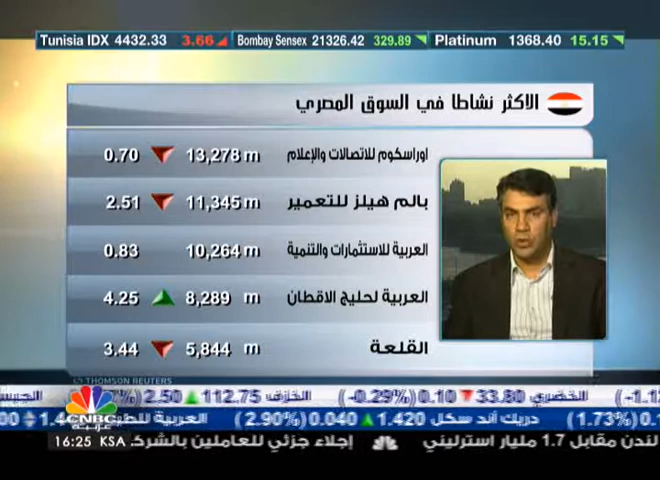 Tunisia IDX 4432.33 3.66 Bombay Sensex 21326.42 329.89 Platinum 1368.40 15.15
الاكثر نشاطا في السوق المصري
اوراسكوم للاتصالات والإعلام 13,278 m 0.70
بالم هيلز للتعمير 11,345 m 2.51
العربية للاستثمارات والتنمية 10,264 m 0.83
العربية لحليج الاقطان 8,289 m 4.25
القلعة 5,844 m 3.44
THOMSON REUTERS
الخضري 33.80 0.10 (-0.29%) الخزف 112.75 2.50
دريك أند سكل 1.420 0.040 (2.90%) العربية (1.73%)
CNBC
عربية
لندن مقابل 1.7 مليار استرليني إجلاء جزئي للعاملين
16:25 KSA